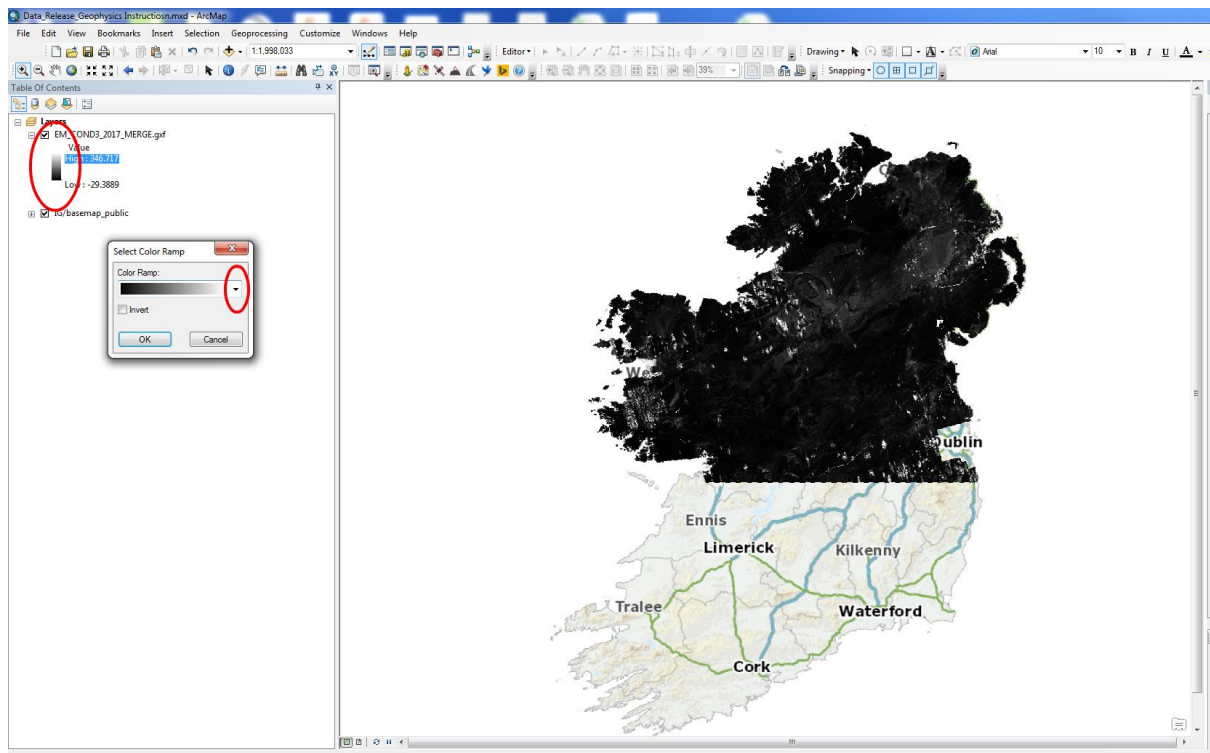 Data_Release_Geophysics Instructiosn.mxd - ArcMap
File Edit View Bookmarks Insert Selection Geoprocessing Customize Windows Help
1:1,998,033 Editor Drawing Arial 10 B I U A
39% Snapping
Table Of Contents
Layers
EM_COND3_2017_MERGE.gxf
Value
High : 346.717
Low : -29.3889
IG/basemap_public
Select Color Ramp
Color Ramp:
Invert
OK Cancel
We
Dublin
Ennis
Limerick
Kilkenny
Tralee
Waterford
Cork